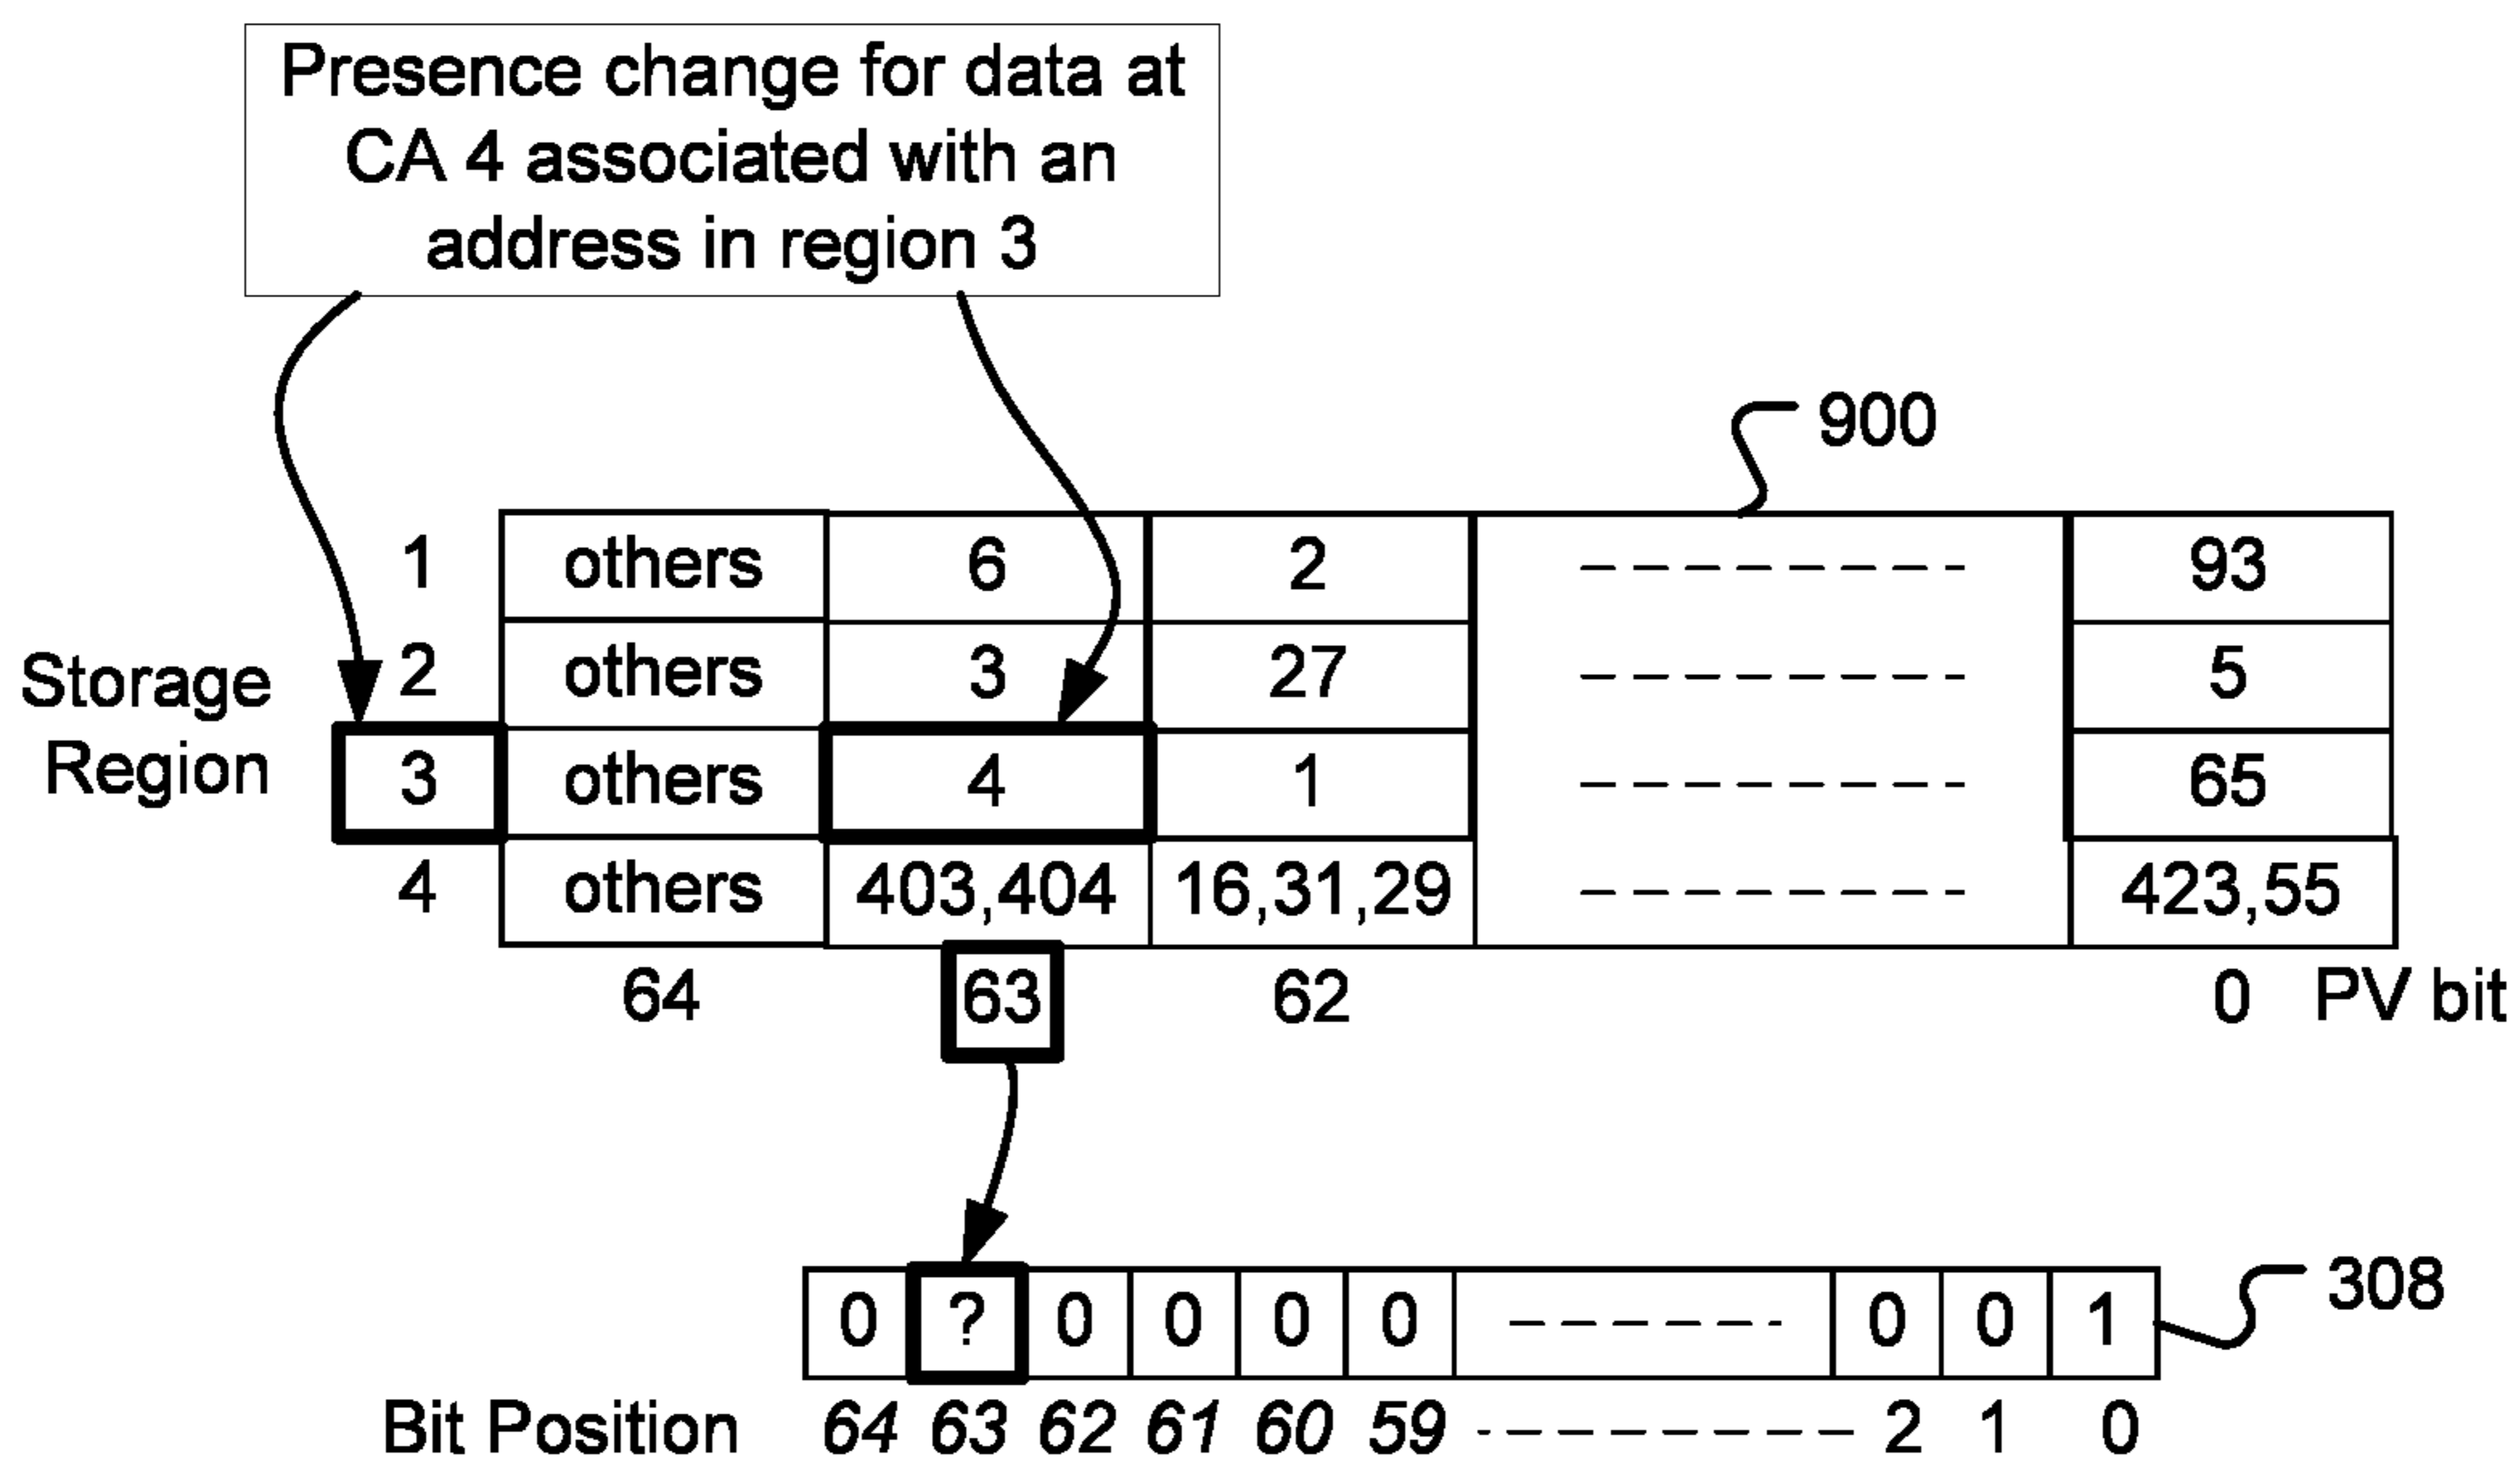 Presence change for data at
CA 4 associated with an
address in region 3
900
1 others 6 2 93
2 others 3 27 5
Storage
Region
3 others 4 1 65
4 others 403,404 16,31,29 423,55
64 63 62 0 PV bit
0 ? 0 0 0 0 0 0 1
308
Bit Position 64 63 62 61 60 59 2 1 0